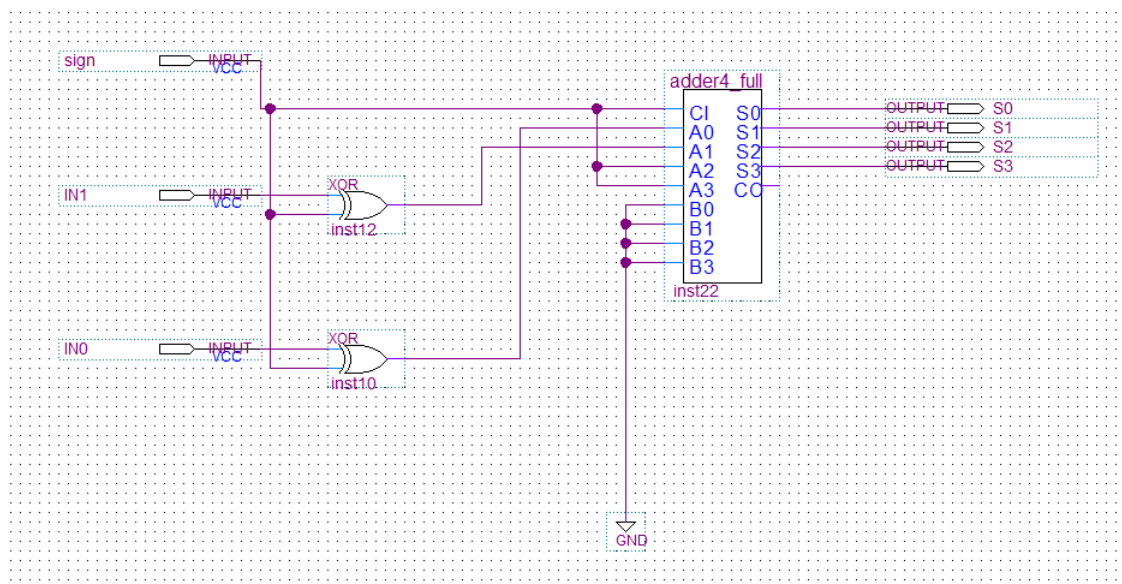 sign
INPUT
VCC
adder4_full
CI S0
A0 S1
A1 S2
A2 S3
A3 CO
B0
B1
B2
B3
inst22
OUTPUT S0
OUTPUT S1
OUTPUT S2
OUTPUT S3
IN1
INPUT
VCC
XOR
inst12
IN0
INPUT
VCC
XOR
inst10
GND